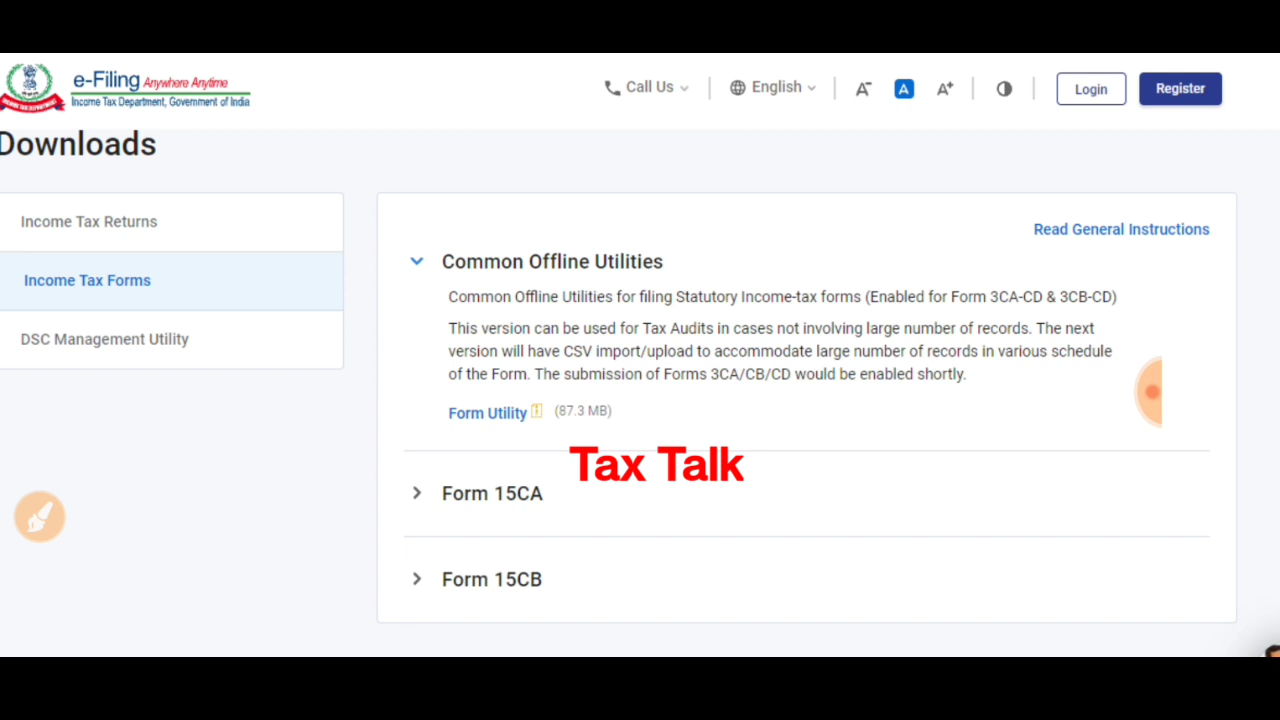 e-Filing Anywhere Anytime
Income Tax Department, Government of India
Call Us
English
A-
A
A+
Login
Register
Downloads
Income Tax Returns
Income Tax Forms
DSC Management Utility
Read General Instructions
Common Offline Utilities
Common Offline Utilities for filing Statutory Income-tax forms (Enabled for Form 3CA-CD & 3CB-CD)
This version can be used for Tax Audits in cases not involving large number of records. The next
version will have CSV import/upload to accommodate large number of records in various schedule
of the Form. The submission of Forms 3CA/CB/CD would be enabled shortly.
Form Utility (87.3 MB)
Tax Talk
Form 15CA
Form 15CB